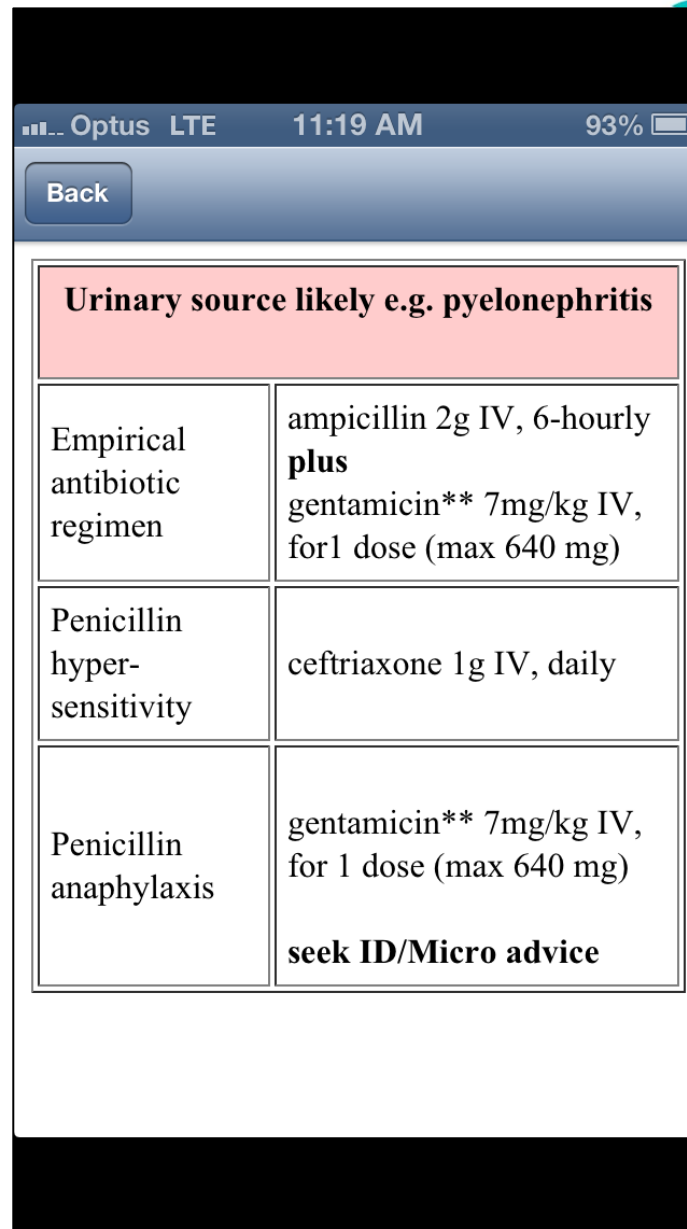 Optus LTE 11:19 AM 93%
Back
Urinary source likely e.g. pyelonephritis
Empirical
antibiotic
regimen
ampicillin 2g IV, 6-hourly
plus
gentamicin** 7mg/kg IV,
for1 dose (max 640 mg)
Penicillin
hyper-
sensitivity
ceftriaxone 1g IV, daily
Penicillin
anaphylaxis
gentamicin** 7mg/kg IV,
for 1 dose (max 640 mg)
seek ID/Micro advice